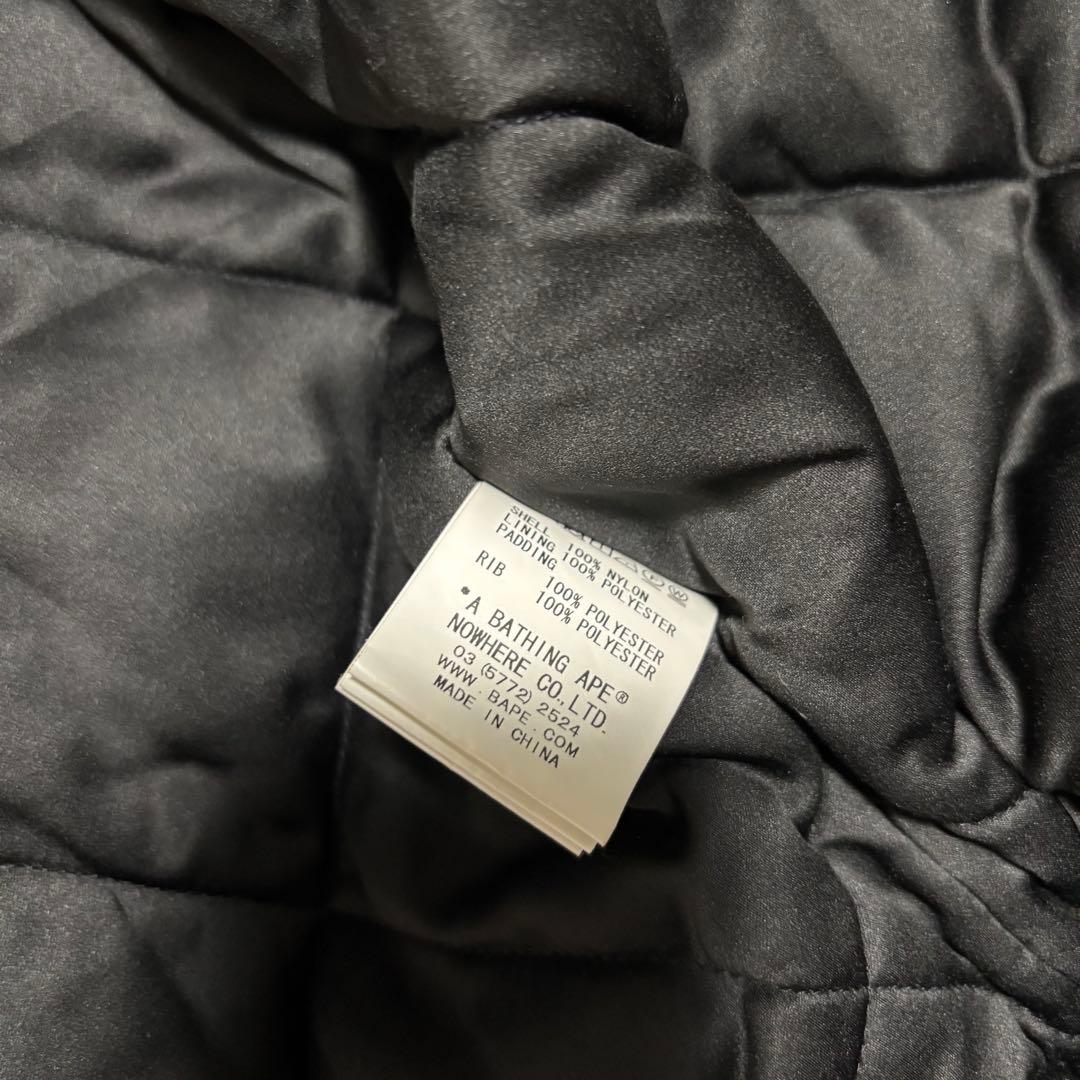 SHELL 100% NYLON
LINING 100% POLYESTER
PADDING 100% POLYESTER
RIB 100% POLYESTER
*A BATHING APE®
NOWHERE CO.,LTD.
03(5772)2524
WWW.BAPE.COM
MADE IN CHINA